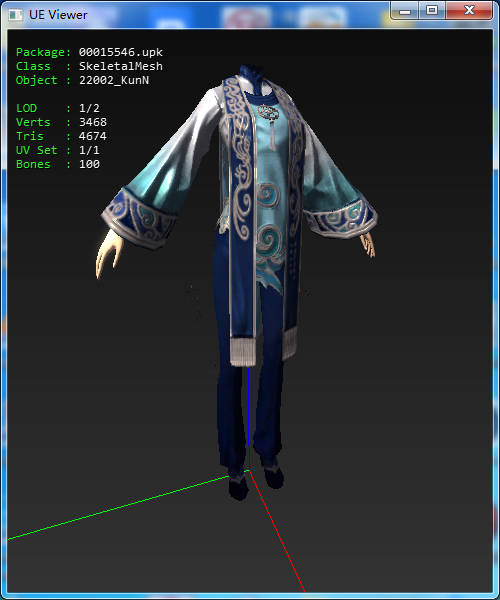 UE Viewer
Package: 00015546.upk
Class : SkeletalMesh
Object : 22002_KunN
LOD : 1/2
Verts : 3468
Tris : 4674
UV Set : 1/1
Bones : 100